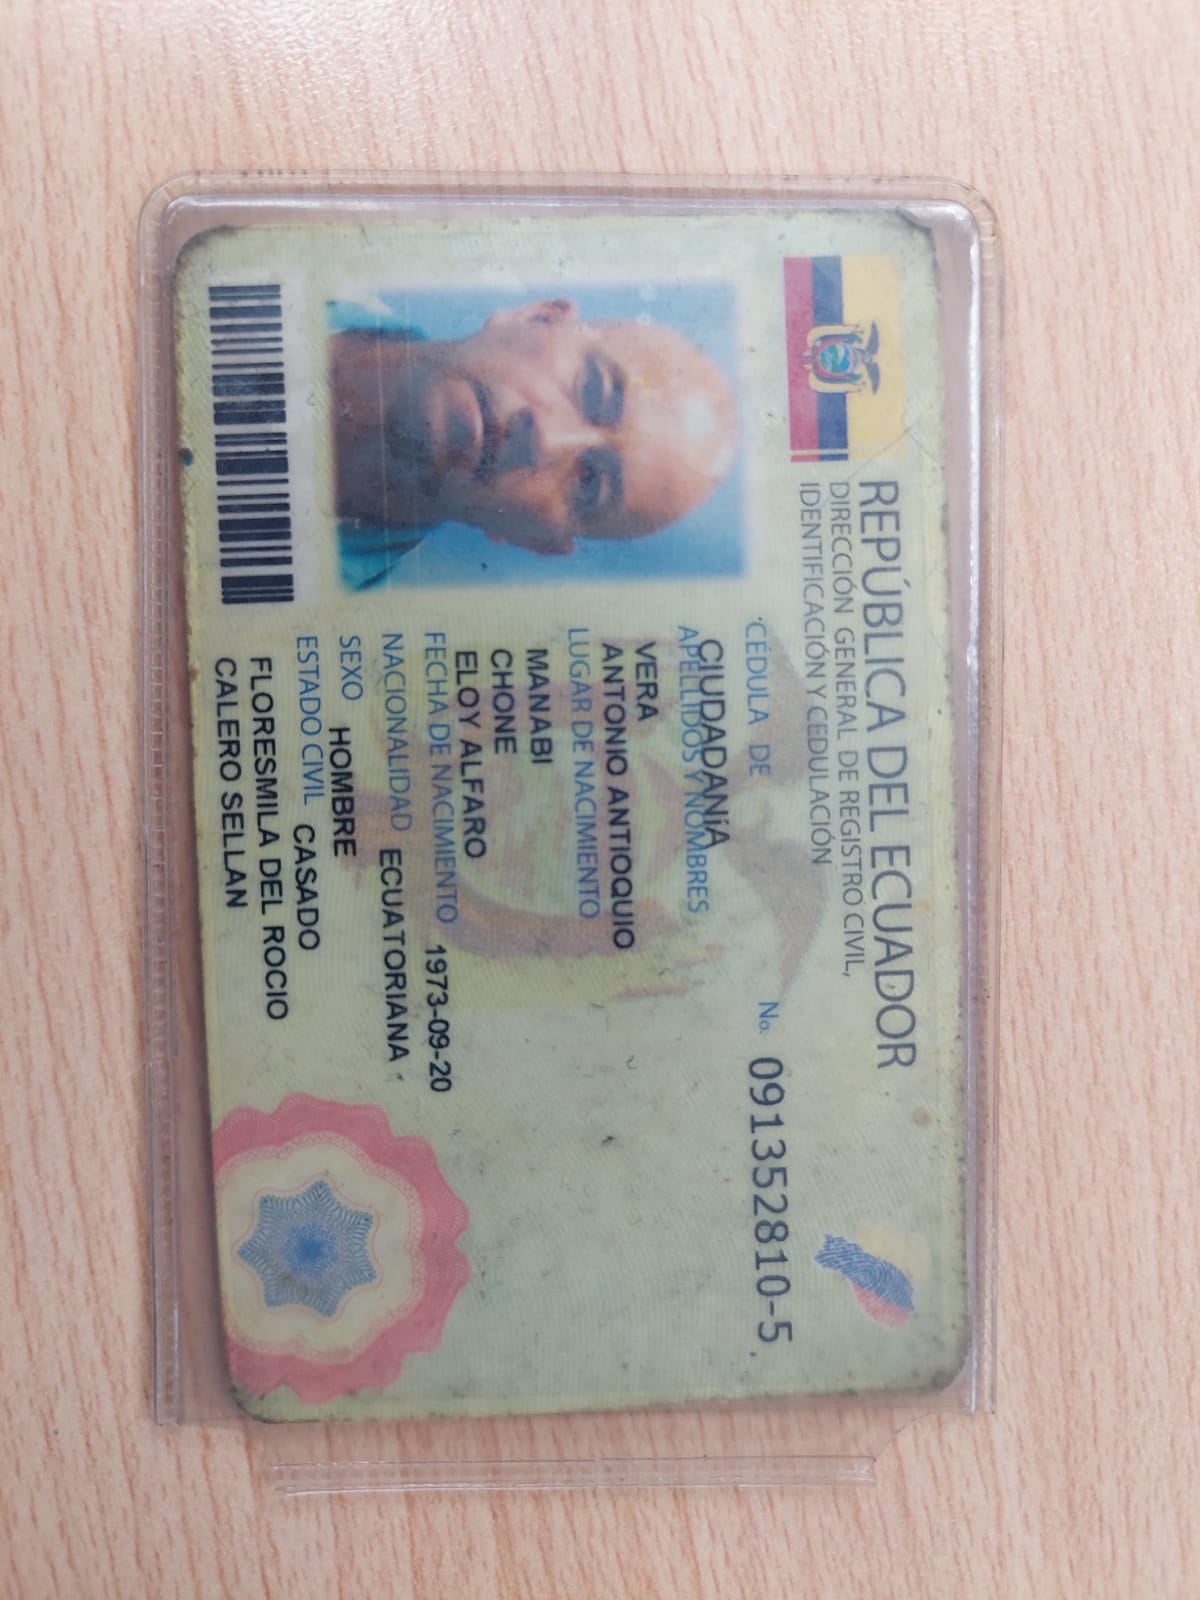 REPÚBLICA DEL ECUADOR
DIRECCIÓN GENERAL DE REGISTRO CIVIL,
IDENTIFICACIÓN Y CEDULACIÓN
CÉDULA DE No. 091352810-5
CIUDADANíA
APELLIDOS Y NOMBRES
VERA
ANTONIO ANTIOQUIO
LUGAR DE NACIMIENTO
MANABI
CHONE
ELOY ALFARO
FECHA DE NACIMIENTO 1973-09-20
NACIONALIDAD ECUATORIANA
SEXO HOMBRE
ESTADO CIVIL CASADO
FLORESMILA DEL ROCIO
CALERO SELLAN